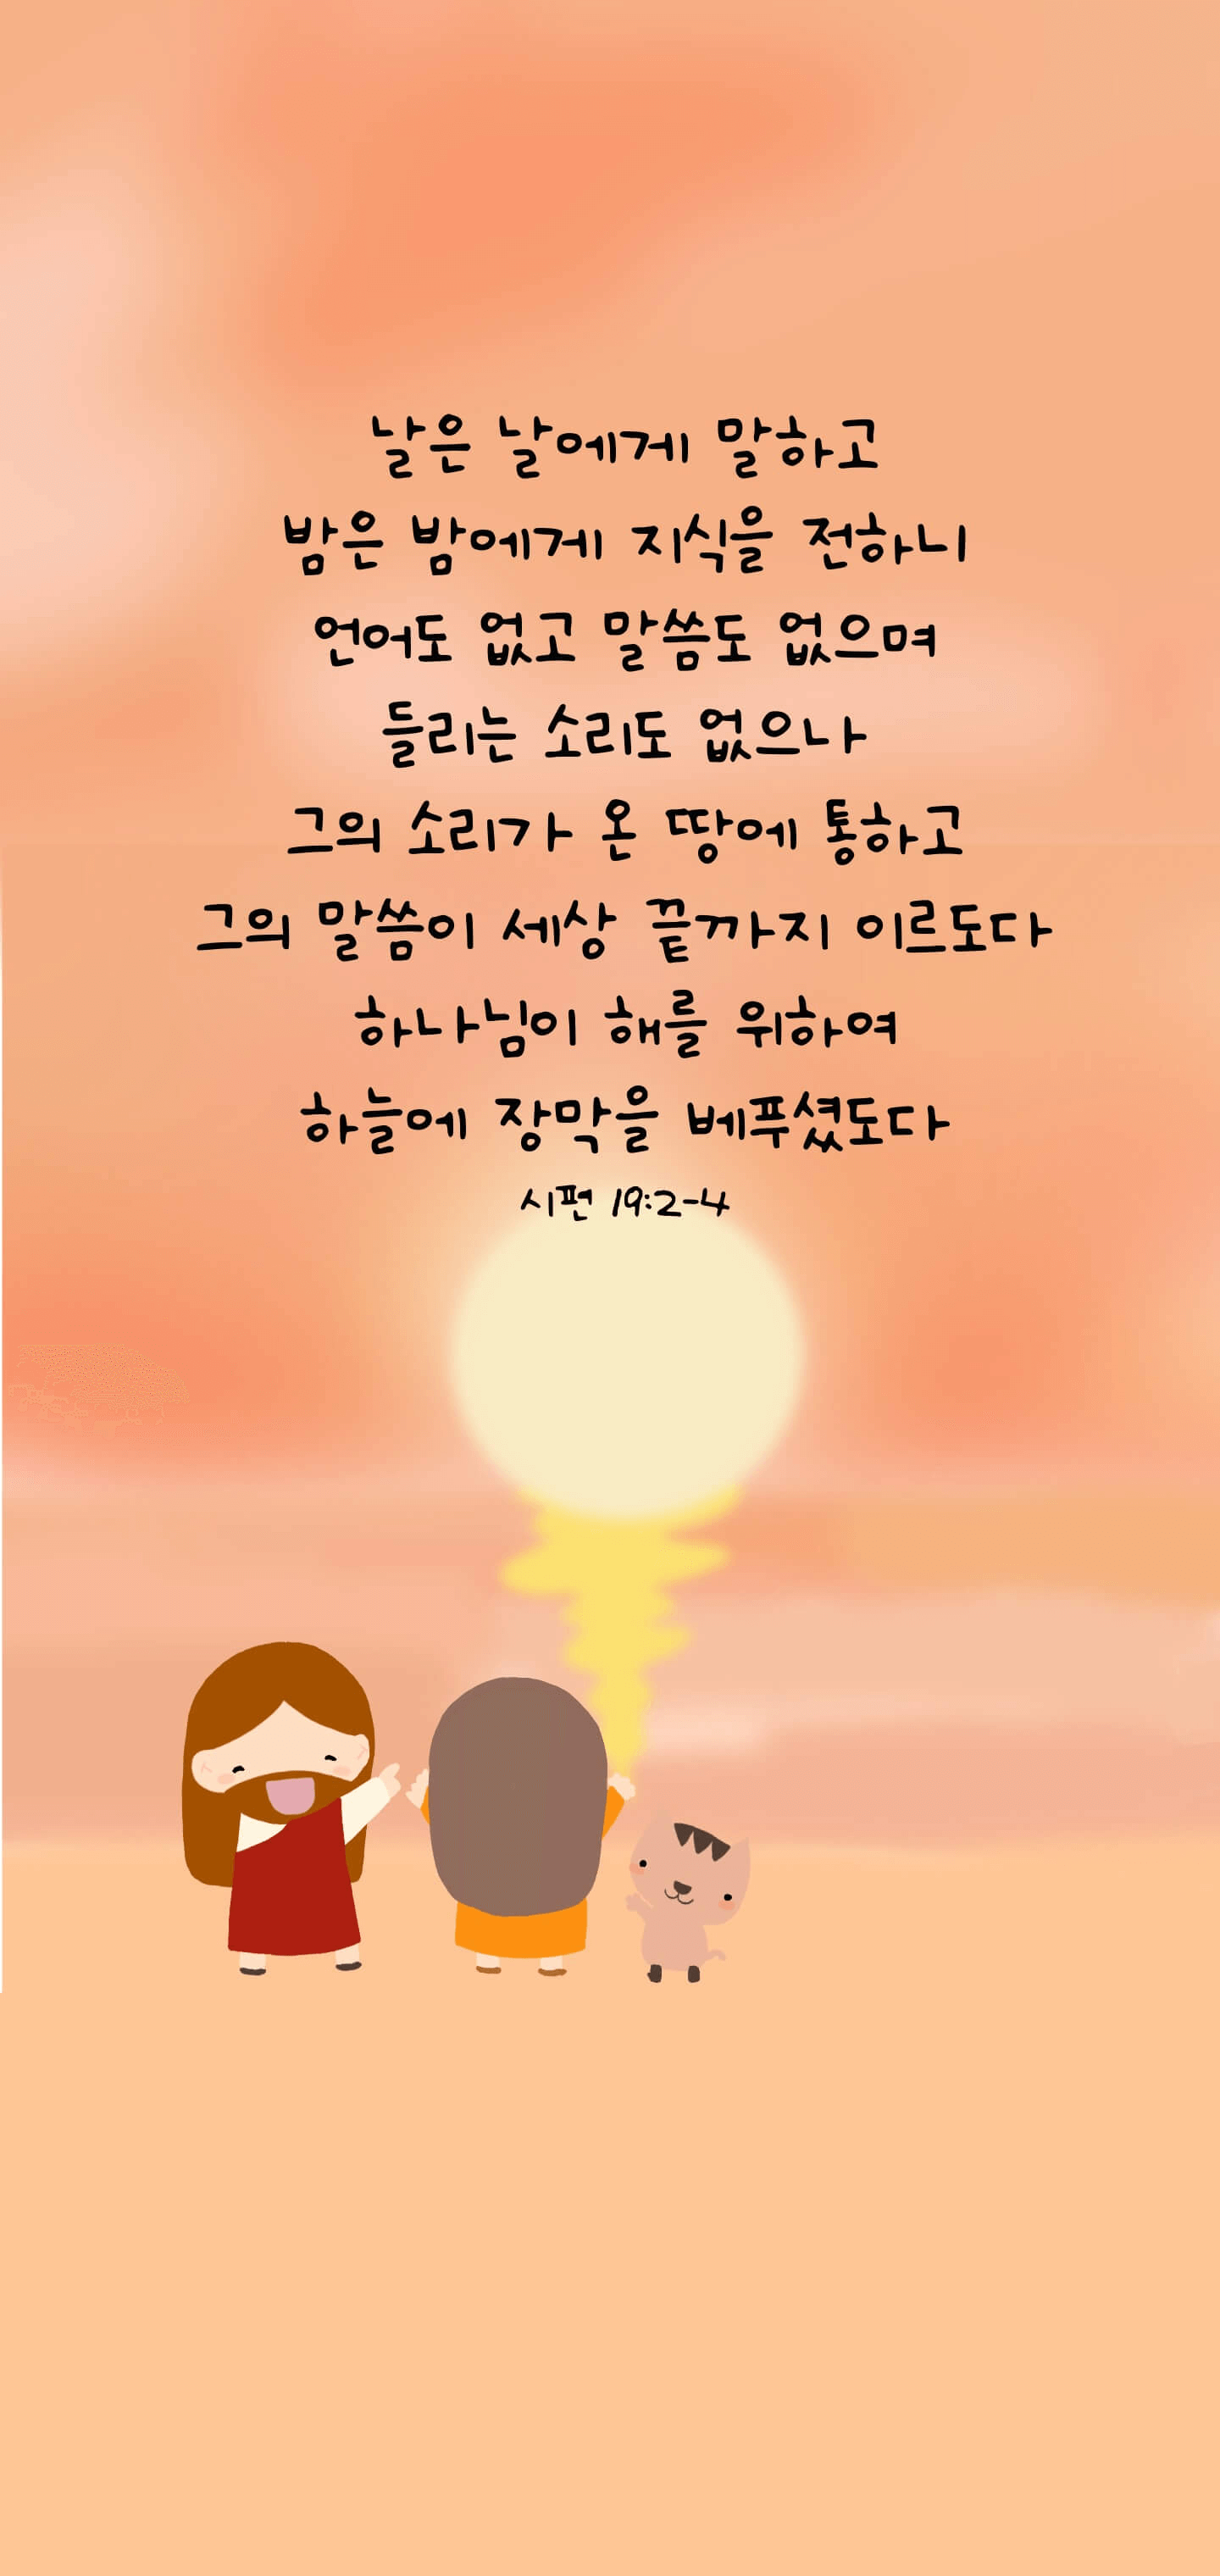 날은 날에게 말하고
밤은 밤에게 지식을 전하니
언어도 없고 말씀도 없으며
들리는 소리도 없으나
그의 소리가 온 땅에 통하고
그의 말씀이 세상 끝까지 이르도다
하나님이 해를 위하여
하늘에 장막을 베푸셨도다
시편 19:2-4